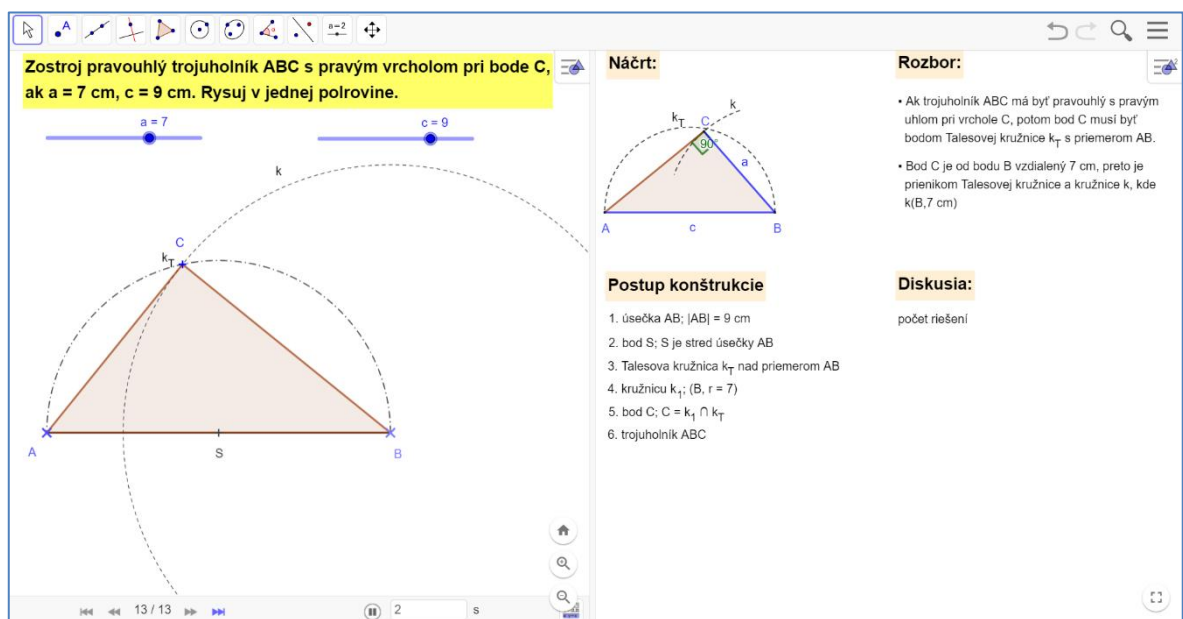 A
a=2
Zostroj pravouhlý trojuholník ABC s pravým vrcholom pri bode C,
ak a = 7 cm, c = 9 cm. Rysuj v jednej polrovine.
a = 7
c = 9
k
C
kT
A
S
B
13 / 13
2
s
Náčrt:
k
kT
C
90°
a
A
c
B
Rozbor:
• Ak trojuholník ABC má byť pravouhlý s pravým
uhlom pri vrchole C, potom bod C musí byť
bodom Talesovej kružnice kT s priemerom AB.
• Bod C je od bodu B vzdialený 7 cm, preto je
prienikom Talesovej kružnice a kružnice k, kde
k(B,7 cm)
Postup konštrukcie
1. úsečka AB; |AB| = 9 cm
2. bod S; S je stred úsečky AB
3. Talesova kružnica kT nad priemerom AB
4. kružnicu k1; (B, r = 7)
5. bod C; C = k1 ∩ kT
6. trojuholník ABC
Diskusia:
počet riešení